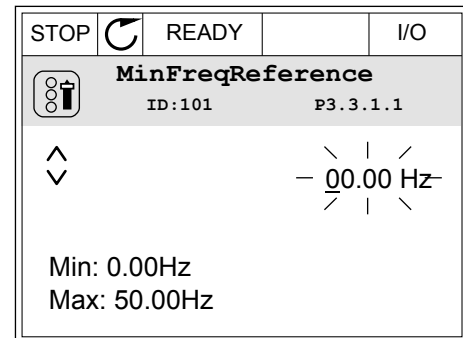 STOP READY I/O
MinFreqReference
ID:101 P3.3.1.1
00.00 Hz
Min: 0.00Hz
Max: 50.00Hz